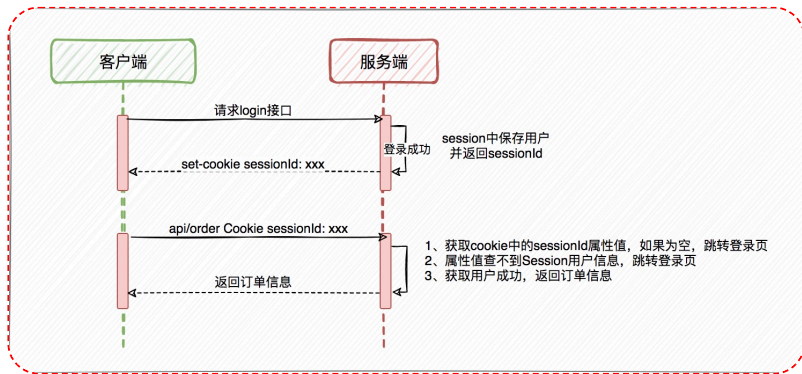 客户端
服务端
请求login接口
登录成功
session中保存用户
并返回sessionId
set-cookie sessionId: xxx
api/order Cookie sessionId: xxx
1、获取cookie中的sessionId属性值，如果为空，跳转登录页
2、属性值查不到Session用户信息，跳转登录页
3、获取用户成功，返回订单信息
返回订单信息